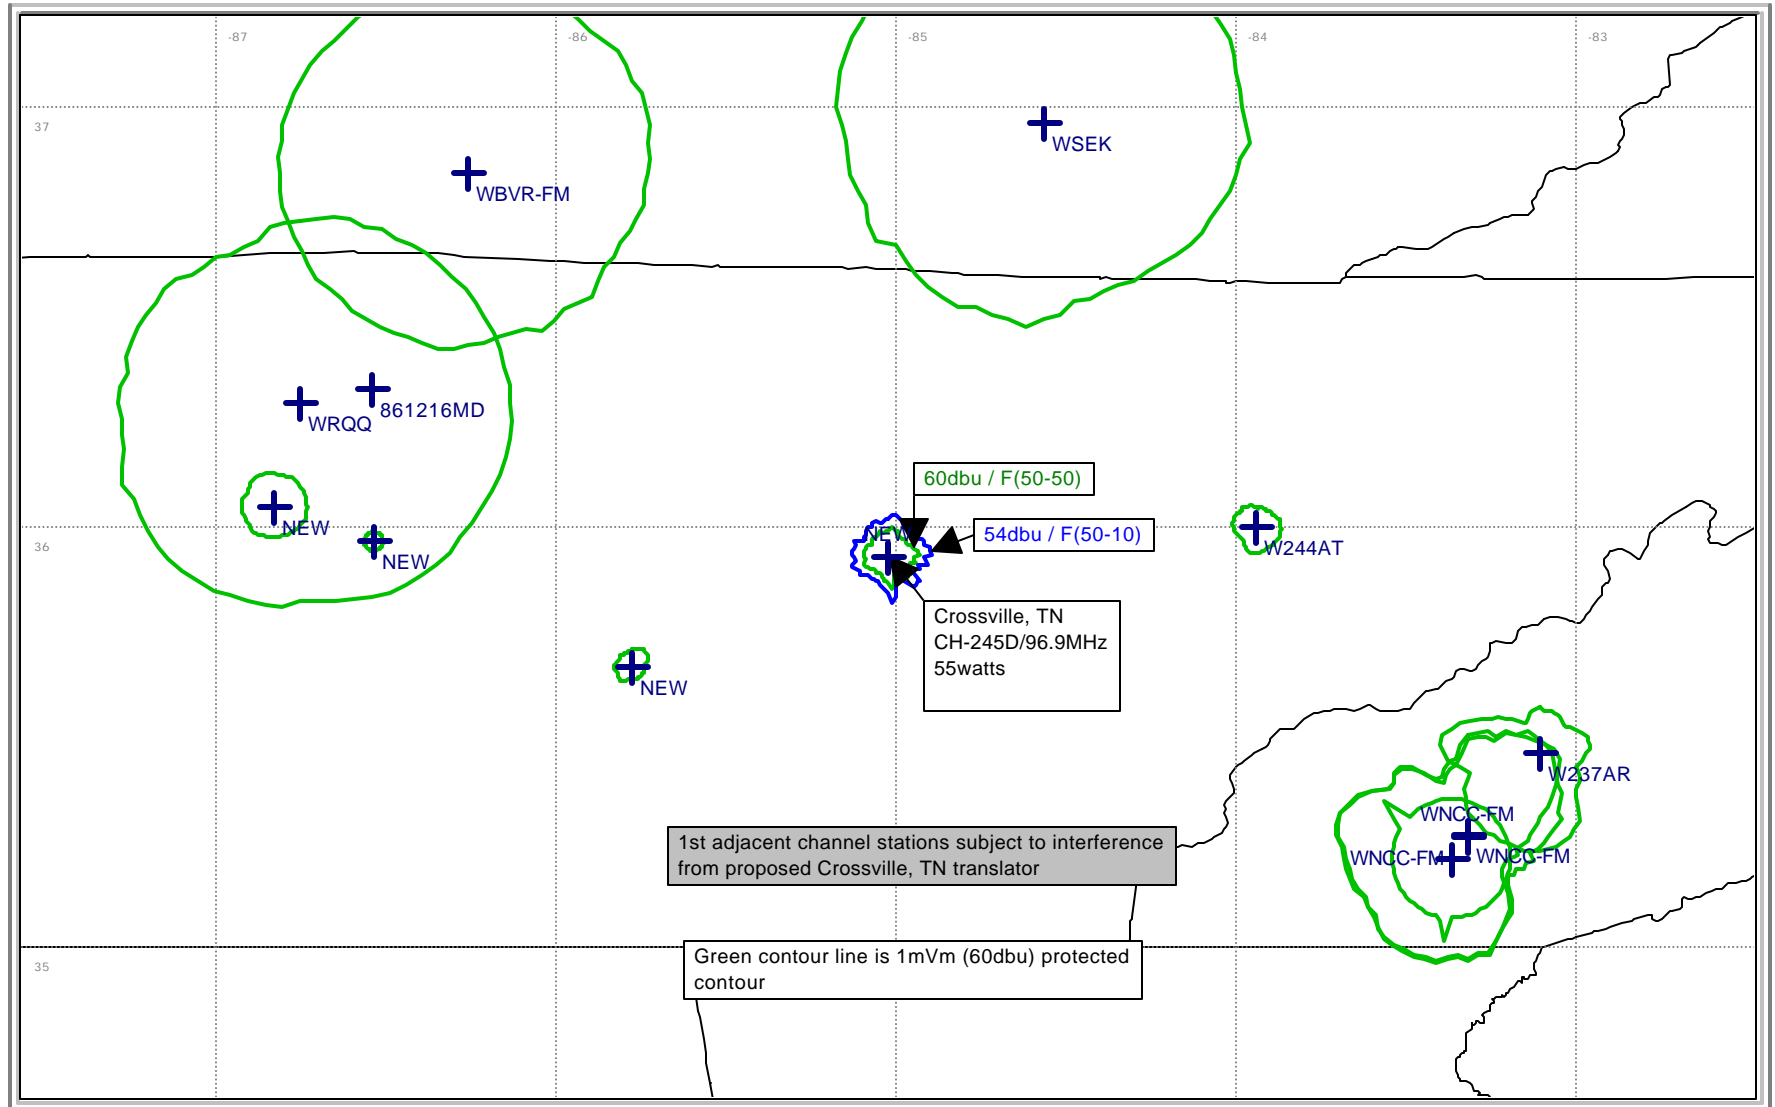 -87
-86
-85
-84
-83
37
WSEK
WBVR-FM
861216MD
WRQQ
60dbu / F(50-50)
NEW
NEW
54dbu / F(50-10)
W244AT
36
NEW
Crossville, TN
CH-245D/96.9MHz
55watts
NEW
W237AR
WNCC-FM
WNCC-FM
WNCC-FM
1st adjacent channel stations subject to interference
from proposed Crossville, TN translator
Green contour line is 1mVm (60dbu) protected
contour
35